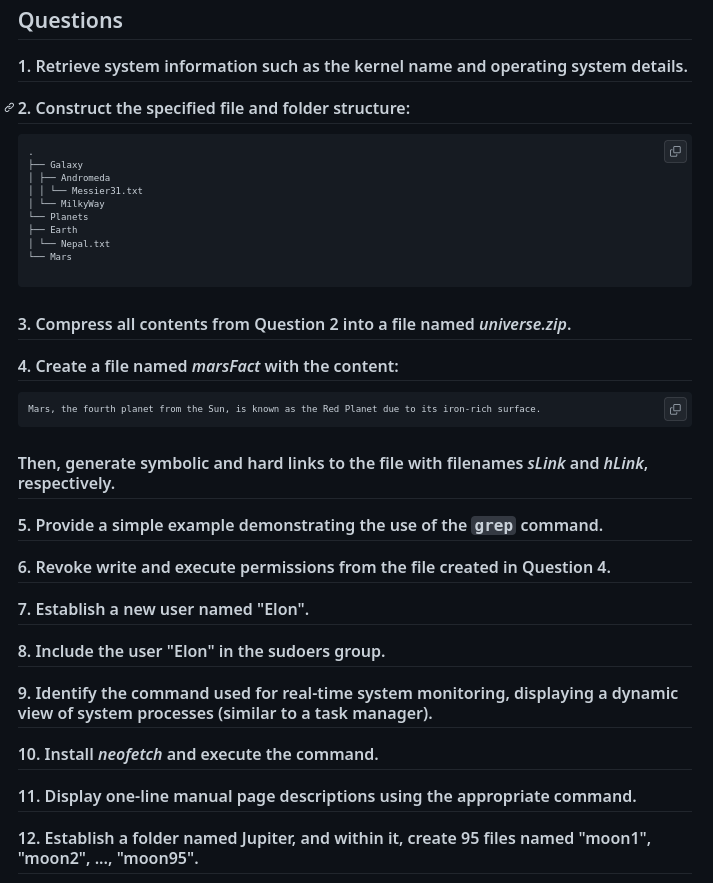 Questions
1. Retrieve system information such as the kernel name and operating system details.
2. Construct the specified file and folder structure:
.
├── Galaxy
│ ├── Andromeda
│ │ └── Messier31.txt
│ └── MilkyWay
└── Planets
├── Earth
│ └── Nepal.txt
└── Mars
3. Compress all contents from Question 2 into a file named universe.zip.
4. Create a file named marsFact with the content:
Mars, the fourth planet from the Sun, is known as the Red Planet due to its iron-rich surface.
Then, generate symbolic and hard links to the file with filenames sLink and hLink,
respectively.
5. Provide a simple example demonstrating the use of the grep command.
6. Revoke write and execute permissions from the file created in Question 4.
7. Establish a new user named "Elon".
8. Include the user "Elon" in the sudoers group.
9. Identify the command used for real-time system monitoring, displaying a dynamic
view of system processes (similar to a task manager).
10. Install neofetch and execute the command.
11. Display one-line manual page descriptions using the appropriate command.
12. Establish a folder named Jupiter, and within it, create 95 files named "moon1",
"moon2", ..., "moon95".